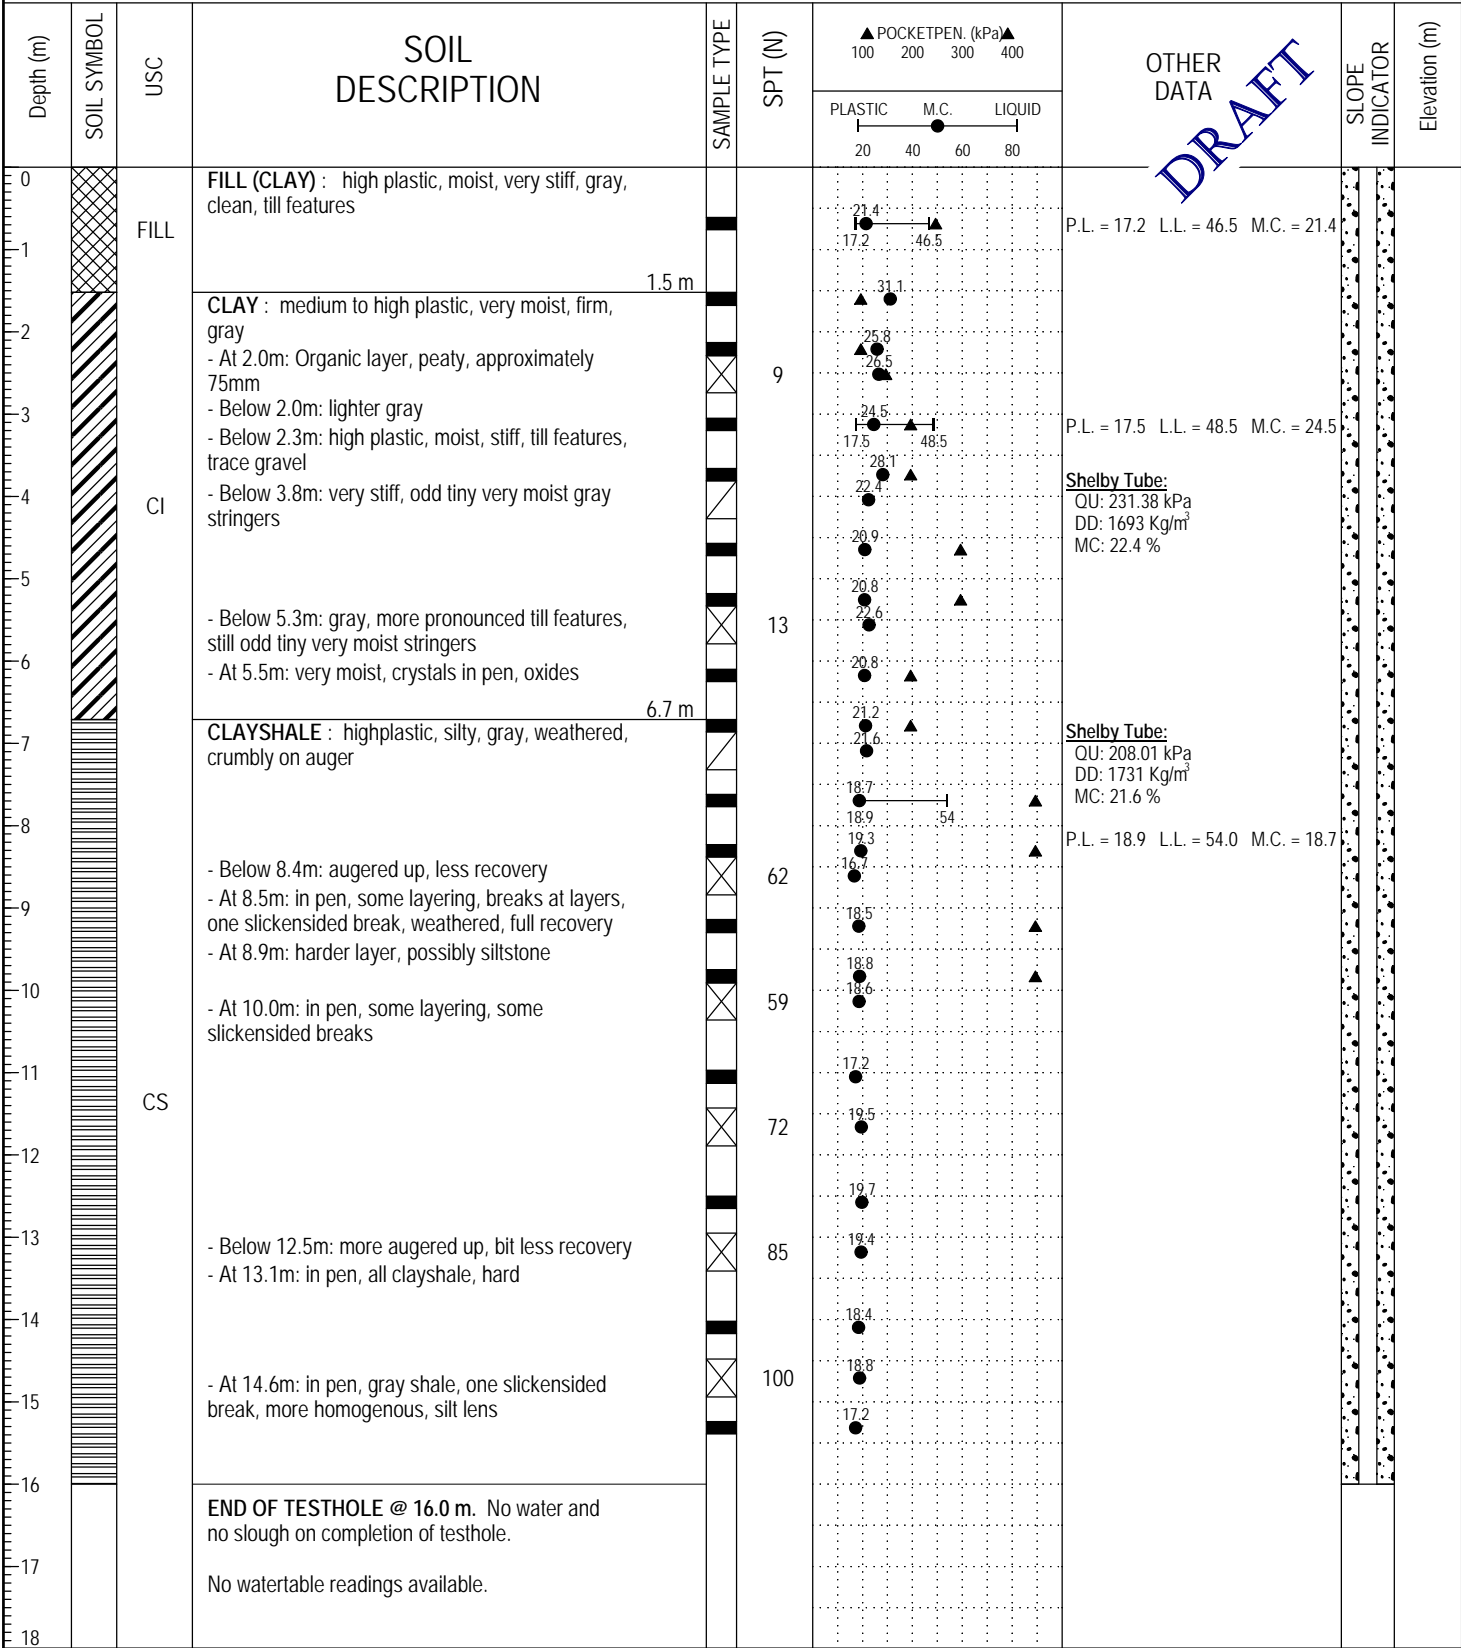 Depth (m)
SOIL SYMBOL
USC
SOIL
DESCRIPTION
SAMPLE TYPE
SPT (N)
▲ POCKETPEN. (kPa)▲
100 200 300 400
PLASTIC M.C. LIQUID
20 40 60 80
OTHER
DATA
DRAFT
SLOPE
INDICATOR
Elevation (m)
0
FILL (CLAY) : high plastic, moist, very stiff, gray,
clean, till features
FILL
21.4
17.2 46.5
P.L. = 17.2 L.L. = 46.5 M.C. = 21.4
1
1.5 m
CLAY : medium to high plastic, very moist, firm,
gray
31.1
2
- At 2.0m: Organic layer, peaty, approximately
75mm
25.8
26.5
9
- Below 2.0m: lighter gray
3
- Below 2.3m: high plastic, moist, stiff, till features,
trace gravel
24.5
17.5 48.5
P.L. = 17.5 L.L. = 48.5 M.C. = 24.5
28.1
- Below 3.8m: very stiff, odd tiny very moist gray
stringers
4
CI
22.4
Shelby Tube:
QU: 231.38 kPa
DD: 1693 Kg/m3
MC: 22.4 %
20.9
5
20.8
- Below 5.3m: gray, more pronounced till features,
still odd tiny very moist stringers
13
22.6
6
- At 5.5m: very moist, crystals in pen, oxides
20.8
6.7 m
CLAYSHALE : highplastic, silty, gray, weathered,
crumbly on auger
7
21.2
21.6
Shelby Tube:
QU: 208.01 kPa
DD: 1731 Kg/m3
MC: 21.6 %
18.7
18.9 54
8
P.L. = 18.9 L.L. = 54.0 M.C. = 18.7
19.3
- Below 8.4m: augered up, less recovery
62
16.7
- At 8.5m: in pen, some layering, breaks at layers,
one slickensided break, weathered, full recovery
9
18.5
- At 8.9m: harder layer, possibly siltstone
18.8
10
- At 10.0m: in pen, some layering, some
slickensided breaks
59
18.6
11
17.2
CS
72
19.5
12
19.7
13
- Below 12.5m: more augered up, bit less recovery
85
19.4
- At 13.1m: in pen, all clayshale, hard
14
18.4
- At 14.6m: in pen, gray shale, one slickensided
break, more homogenous, silt lens
100
18.8
15
17.2
16
END OF TESTHOLE @ 16.0 m. No water and
no slough on completion of testhole.
17
No watertable readings available.
18